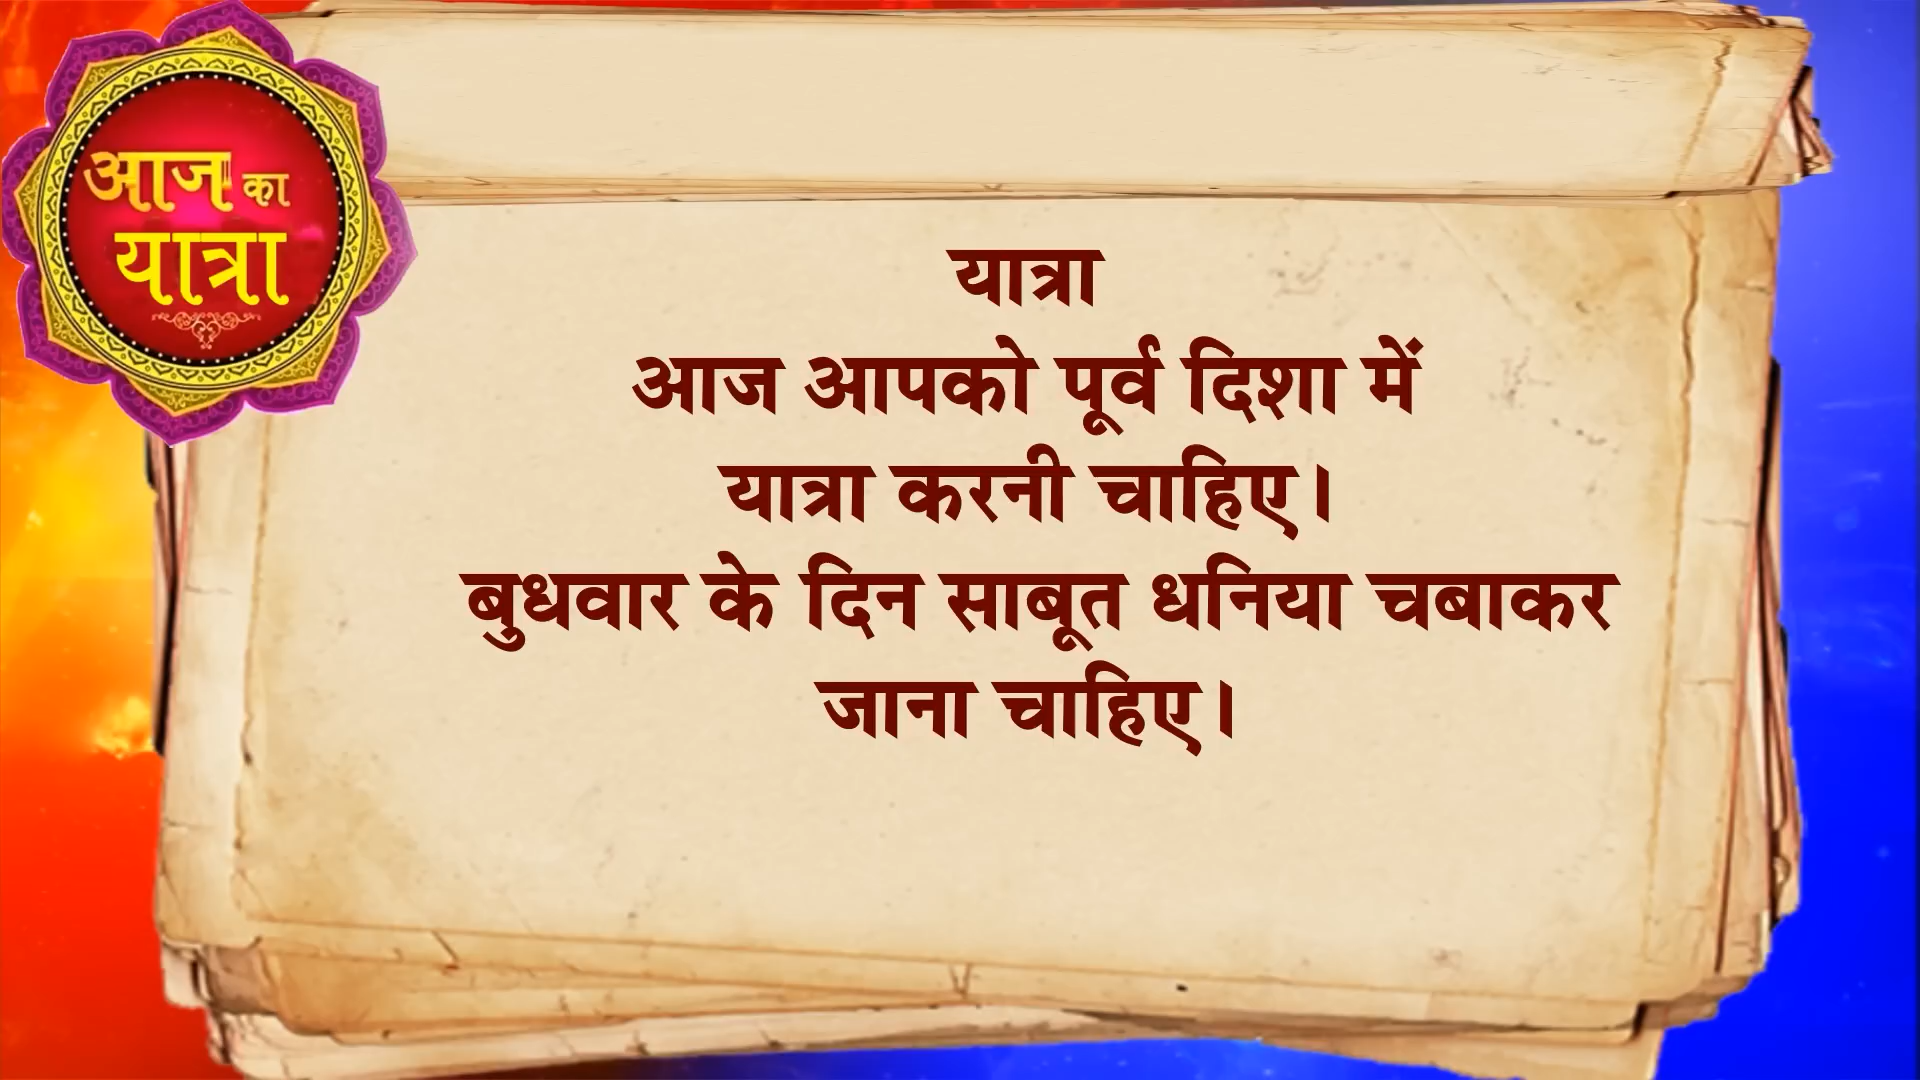 आज का
यात्रा
यात्रा
आज आपको पूर्व दिशा में
यात्रा करनी चाहिए।
बुधवार के दिन साबूत धनिया चबाकर
जाना चाहिए।